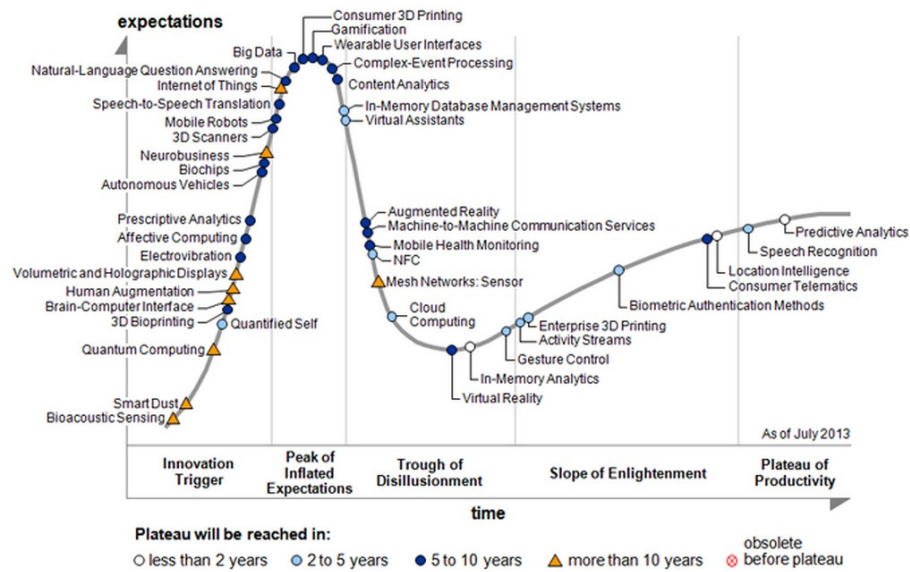 expectations
Consumer 3D Printing
Gamification
Wearable User Interfaces
Big Data
Complex-Event Processing
Natural-Language Question Answering
Content Analytics
Internet of Things
In-Memory Database Management Systems
Speech-to-Speech Translation
Virtual Assistants
Mobile Robots
3D Scanners
Neurobusiness
Biochips
Autonomous Vehicles
Augmented Reality
Prescriptive Analytics
Machine-to-Machine Communication Services
Affective Computing
Mobile Health Monitoring
Electrovibration
NFC
Volumetric and Holographic Displays
Mesh Networks: Sensor
Human Augmentation
Brain-Computer Interface
3D Bioprinting
Quantified Self
Cloud
Computing
Quantum Computing
Smart Dust
Bioacoustic Sensing
Predictive Analytics
Speech Recognition
Location Intelligence
Consumer Telematics
Biometric Authentication Methods
Enterprise 3D Printing
Activity Streams
Gesture Control
In-Memory Analytics
Virtual Reality
As of July 2013
Innovation
Trigger
Peak of
Inflated
Expectations
Trough of
Disillusionment
Slope of Enlightenment
Plateau of
Productivity
time
Plateau will be reached in:
less than 2 years
2 to 5 years
5 to 10 years
more than 10 years
obsolete
before plateau